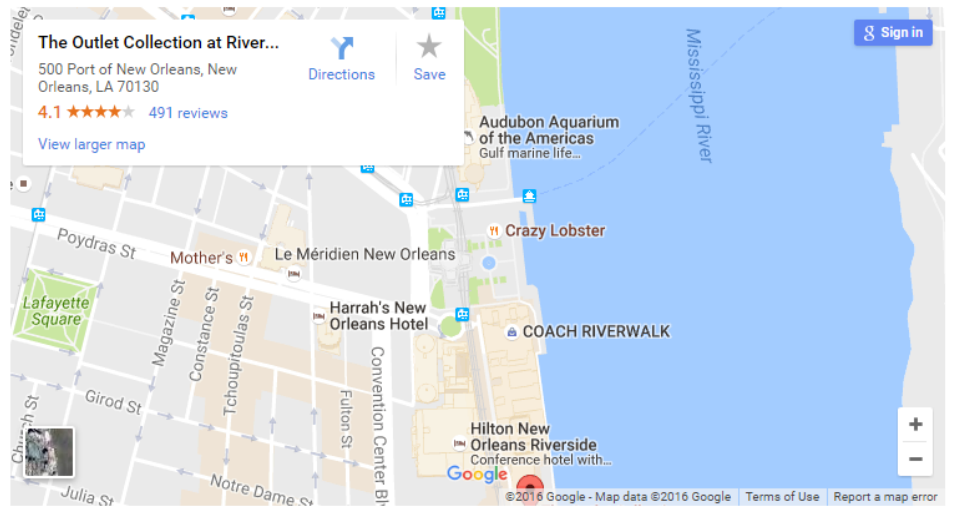 The Outlet Collection at River...
500 Port of New Orleans, New
Orleans, LA 70130
4.1
491 reviews
View larger map
Directions
Save
g Sign in
Mississippi River
Audubon Aquarium
of the Americas
Gulf marine life...
Crazy Lobster
Poydras St
Mother's
Le Méridien New Orleans
Lafayette
Square
Magazine St
Constance St
Tchoupitoulas St
Harrah's New
Orleans Hotel
COACH RIVERWALK
Convention Center Bl
Fulton St
Girod St
Church St
Hilton New
Orleans Riverside
Conference hotel with...
Google
Julia St
Notre Dame St
+
−
©2016 Google - Map data ©2016 Google
Terms of Use
Report a map error